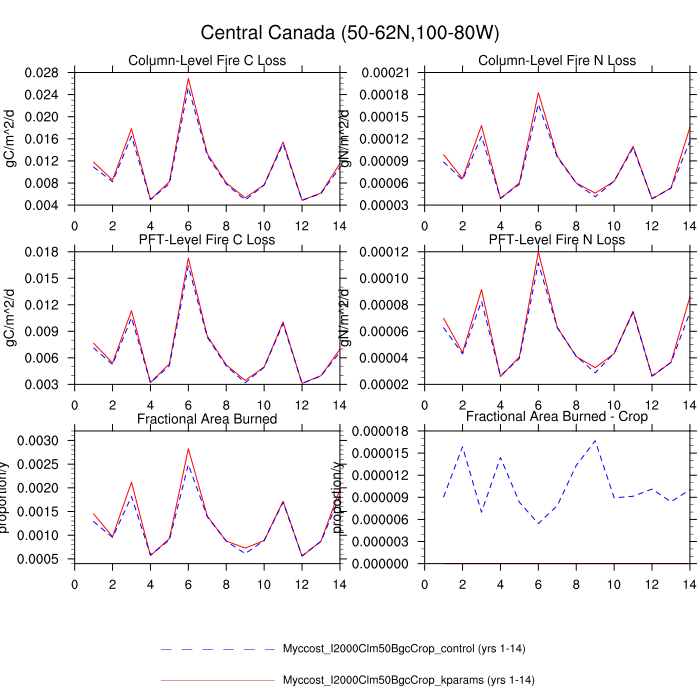 Central Canada (50-62N,100-80W)
Column-Level Fire C Loss
gC/m^2/d
0.028
0.024
0.020
0.016
0.012
0.008
0.004
0 2 4 6 8 10 12 14
Column-Level Fire N Loss
gN/m^2/d
0.00021
0.00018
0.00015
0.00012
0.00009
0.00006
0.00003
0 2 4 6 8 10 12 14
PFT-Level Fire C Loss
gC/m^2/d
0.018
0.015
0.012
0.009
0.006
0.003
0 2 4 6 8 10 12 14
PFT-Level Fire N Loss
gN/m^2/d
0.00012
0.00010
0.00008
0.00006
0.00004
0.00002
0 2 4 6 8 10 12 14
Fractional Area Burned
proportion/y
0.0030
0.0025
0.0020
0.0015
0.0010
0.0005
0 2 4 6 8 10 12 14
Fractional Area Burned - Crop
proportion/y
0.000018
0.000015
0.000012
0.000009
0.000006
0.000003
0.000000
0 2 4 6 8 10 12 14
Myccost_I2000Clm50BgcCrop_control (yrs 1-14)
Myccost_I2000Clm50BgcCrop_kparams (yrs 1-14)